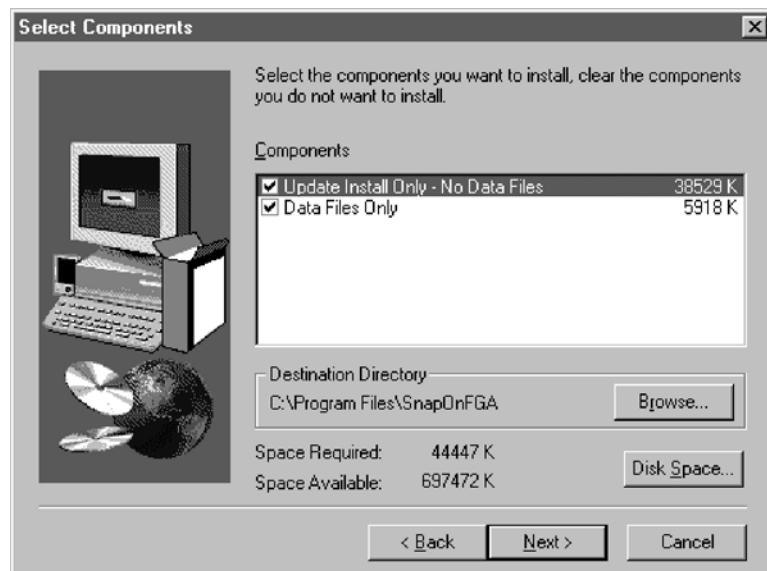 Select Components
Select the components you want to install, clear the components
you do not want to install.
Components
Update Install Only - No Data Files 38529 K
Data Files Only 5918 K
Destination Directory
C:\Program Files\SnapOnFGA
Browse...
Space Required: 44447 K
Space Available: 697472 K
Disk Space...
< Back
Next >
Cancel